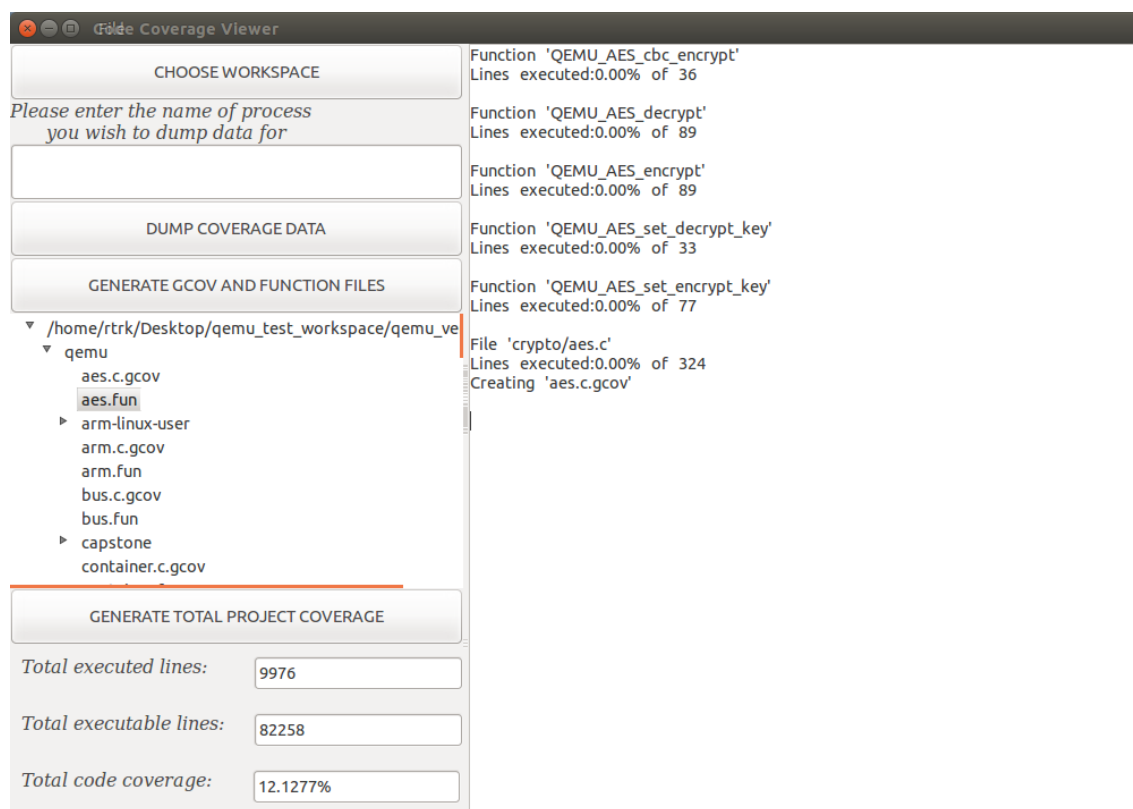 File
Code Coverage Viewer
CHOOSE WORKSPACE
Please enter the name of process
you wish to dump data for
DUMP COVERAGE DATA
GENERATE GCOV AND FUNCTION FILES
/home/rtrk/Desktop/qemu_test_workspace/qemu_ve
qemu
aes.c.gcov
aes.fun
arm-linux-user
arm.c.gcov
arm.fun
bus.c.gcov
bus.fun
capstone
container.c.gcov
GENERATE TOTAL PROJECT COVERAGE
Total executed lines: 9976
Total executable lines: 82258
Total code coverage: 12.1277%
Function 'QEMU_AES_cbc_encrypt'
Lines executed:0.00% of 36
Function 'QEMU_AES_decrypt'
Lines executed:0.00% of 89
Function 'QEMU_AES_encrypt'
Lines executed:0.00% of 89
Function 'QEMU_AES_set_decrypt_key'
Lines executed:0.00% of 33
Function 'QEMU_AES_set_encrypt_key'
Lines executed:0.00% of 77
File 'crypto/aes.c'
Lines executed:0.00% of 324
Creating 'aes.c.gcov'